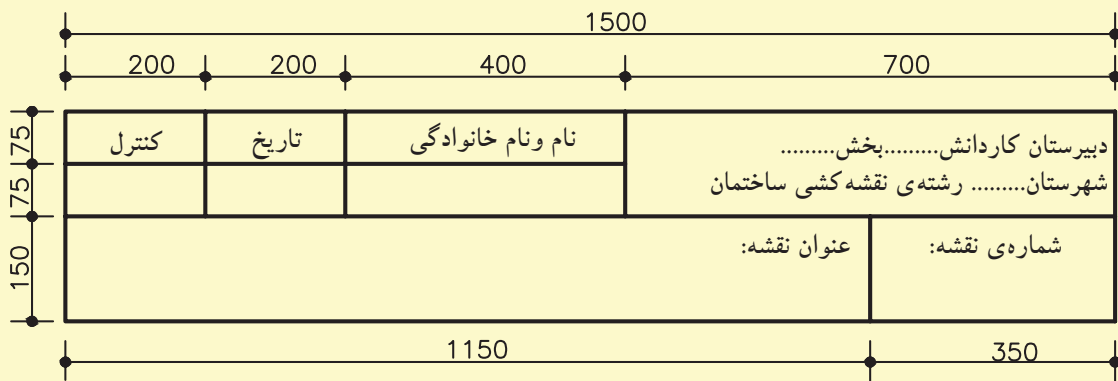 1500
200 200 400 700
75
75
150
دبیرستان کاردانش.........بخش.........
شهرستان......... رشته‌ی نقشه‌کشی ساختمان
نام ونام خانوادگی
تاریخ
کنترل
شماره‌ی نقشه:
عنوان نقشه:
1150 350